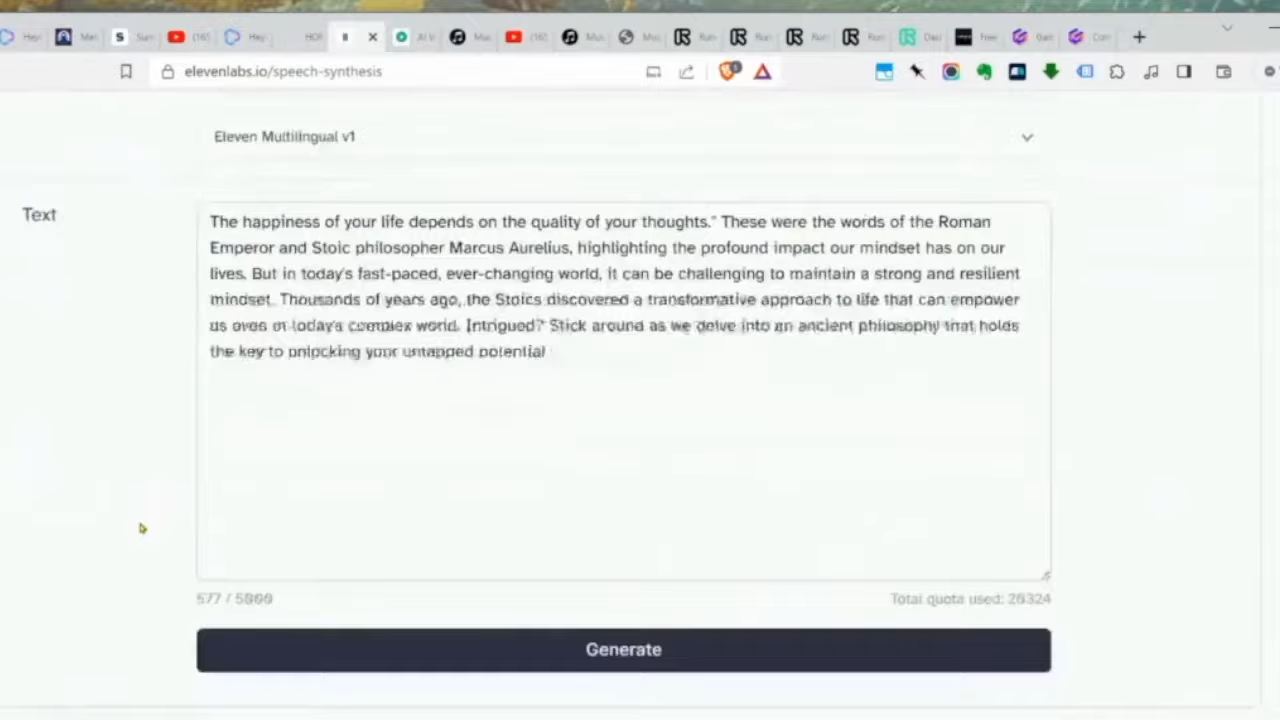 (165
elevenlabs.io/speech-synthesis
Eleven Multilingual v1
Text
The happiness of your life depends on the quality of your thoughts." These were the words of the Roman
Emperor and Stoic philosopher Marcus Aurelius, highlighting the profound impact our mindset has on our
lives. But in today's fast-paced, ever-changing world, it can be challenging to maintain a strong and resilient
mindset. Thousands of years ago, the Stoics discovered a transformative approach to life that can empower
us even in today's complex world. Intrigued? Stick around as we delve into an ancient philosophy that holds
the key to unlocking your untapped potential
577 / 5000
Total quota used: 20324
Generate